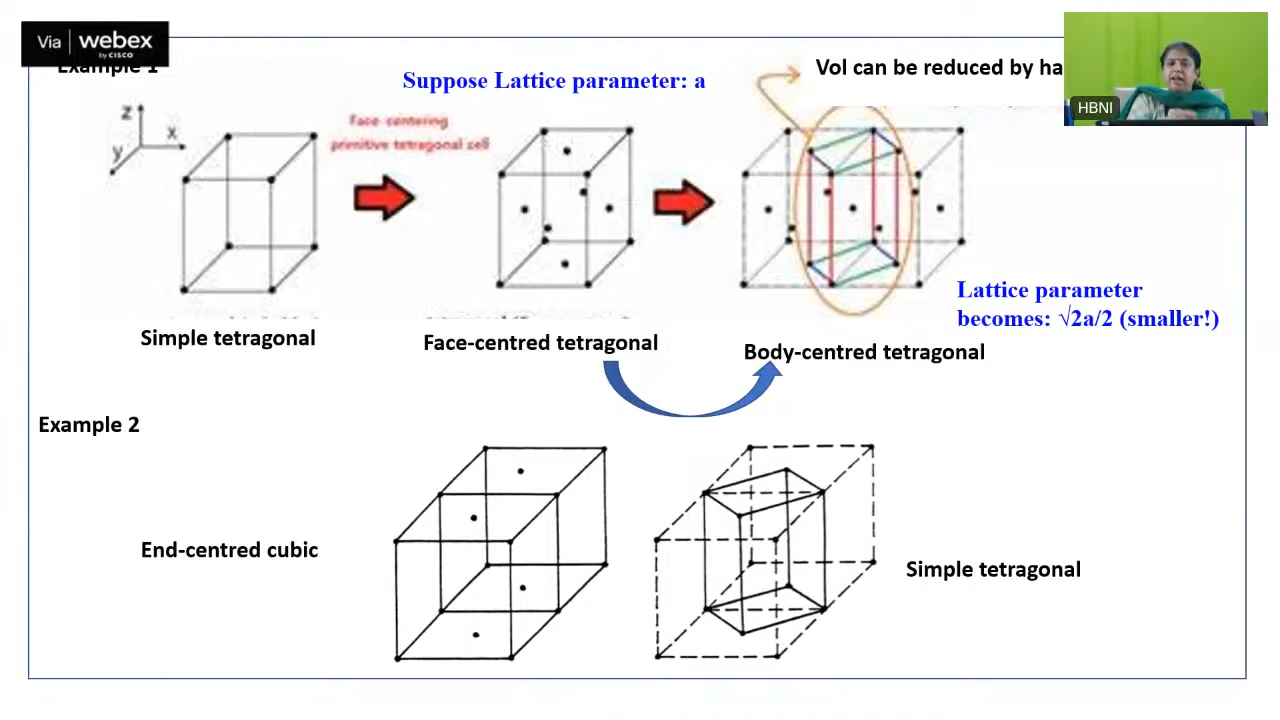 Via webex
by CISCO
Example 1
Suppose Lattice parameter: a
Vol can be reduced by ha
HBNI
z
x
y
Face centering
primitive tetragonal cell
Lattice parameter
becomes: √2a/2 (smaller!)
Simple tetragonal
Face-centred tetragonal
Body-centred tetragonal
Example 2
End-centred cubic
Simple tetragonal